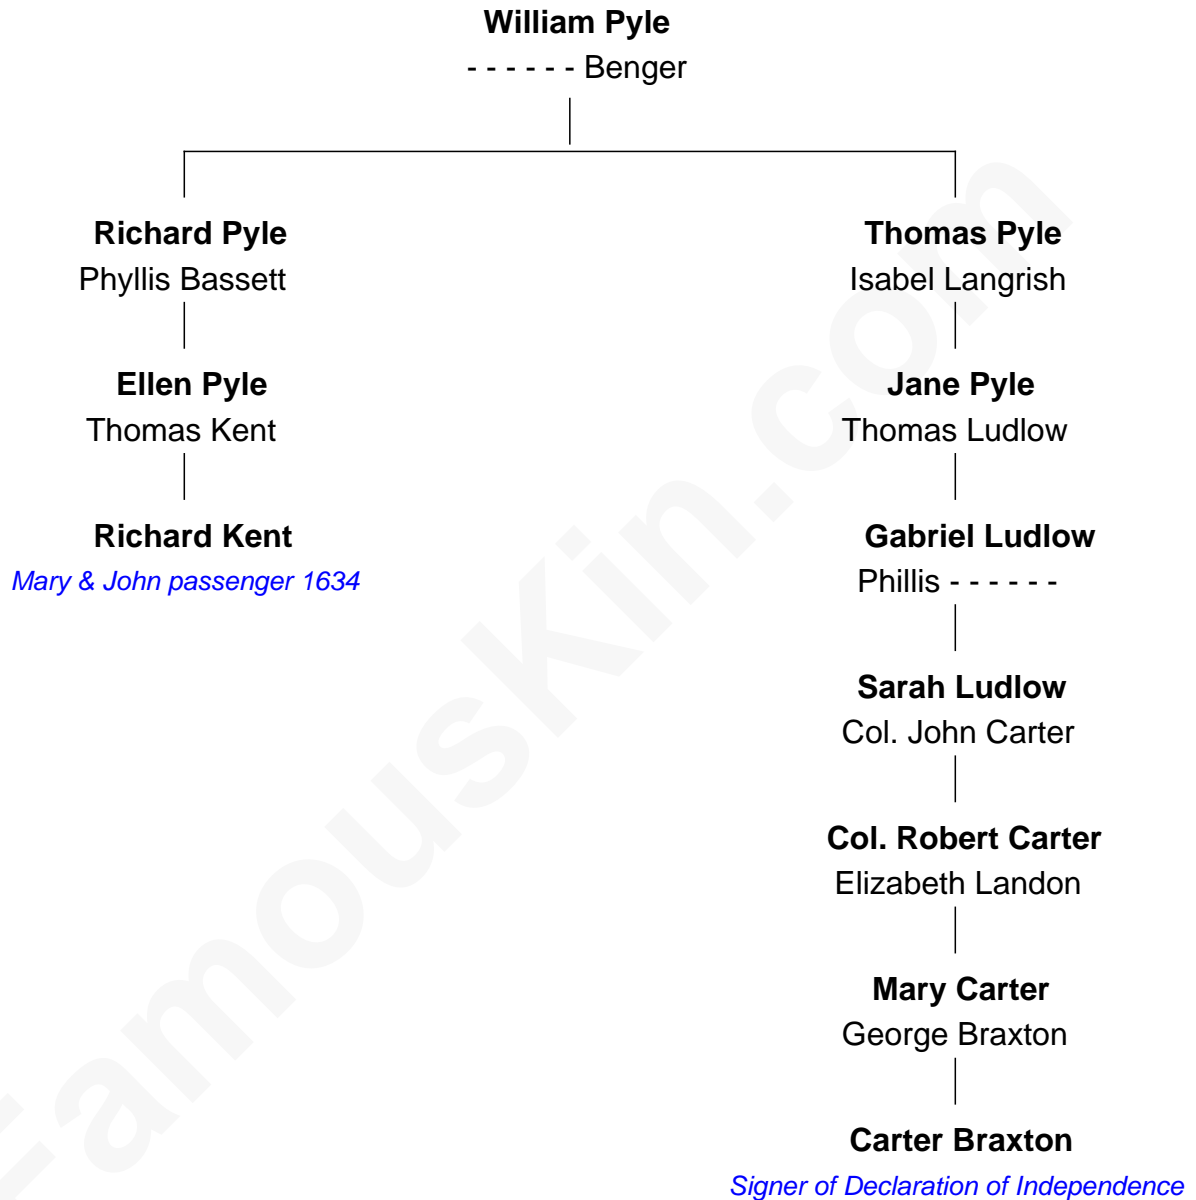 William Pyle
- - - - - - Benger
Richard Pyle
Phyllis Bassett
Ellen Pyle
Thomas Kent
Richard Kent
Mary & John passenger 1634
Thomas Pyle
Isabel Langrish
Jane Pyle
Thomas Ludlow
Gabriel Ludlow
Phillis - - - - - -
Sarah Ludlow
Col. John Carter
Col. Robert Carter
Elizabeth Landon
Mary Carter
George Braxton
Carter Braxton
Signer of Declaration of Independence
FamousKin.com